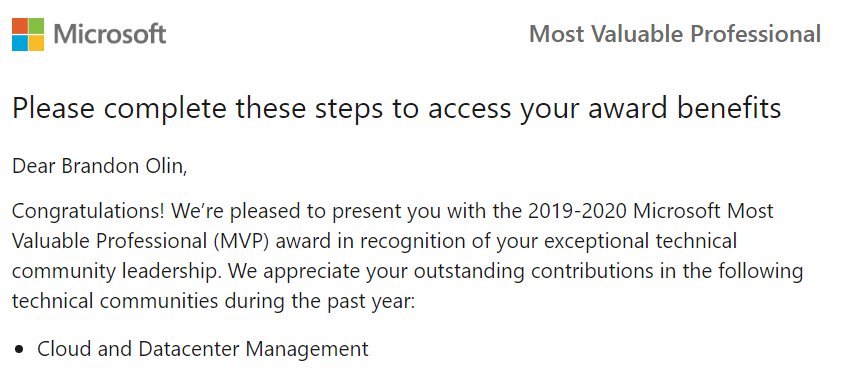 Microsoft
Most Valuable Professional
Please complete these steps to access your award benefits
Dear Brandon Olin,
Congratulations! We’re pleased to present you with the 2019-2020 Microsoft Most
Valuable Professional (MVP) award in recognition of your exceptional technical
community leadership. We appreciate your outstanding contributions in the following
technical communities during the past year:
• Cloud and Datacenter Management